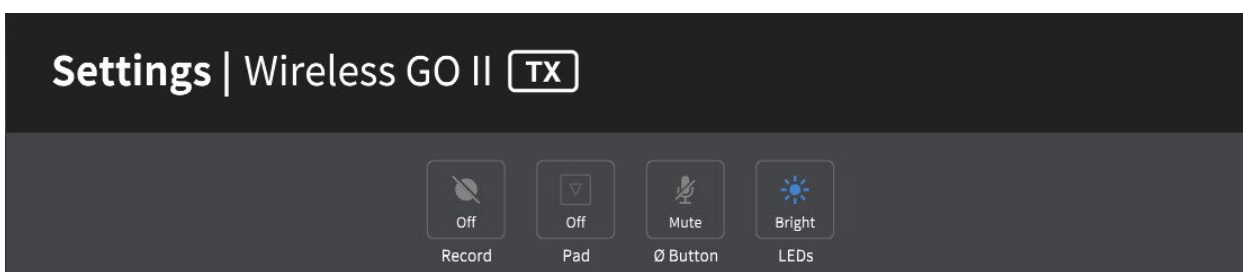 Settings | Wireless GO II TX
Off Off Mute Bright
Record Pad Ø Button LEDs